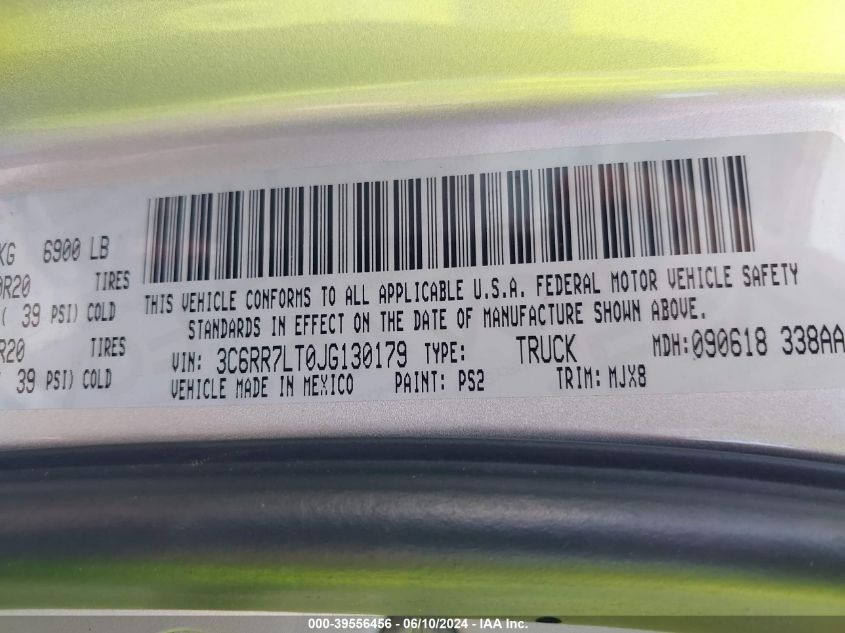 KG 6900 LB
0R20 TIRES
( 39 PSI) COLD
R20 TIRES
39 PSI) COLD
THIS VEHICLE CONFORMS TO ALL APPLICABLE U.S.A. FEDERAL MOTOR VEHICLE SAFETY
STANDARDS IN EFFECT ON THE DATE OF MANUFACTURE SHOWN ABOVE.
VIN: 3C6RR7LT0JG130179 TYPE: TRUCK MDH:090618 338AA
VEHICLE MADE IN MEXICO PAINT: PS2 TRIM: MJX8
000-39556456 - 06/10/2024 - IAA Inc.